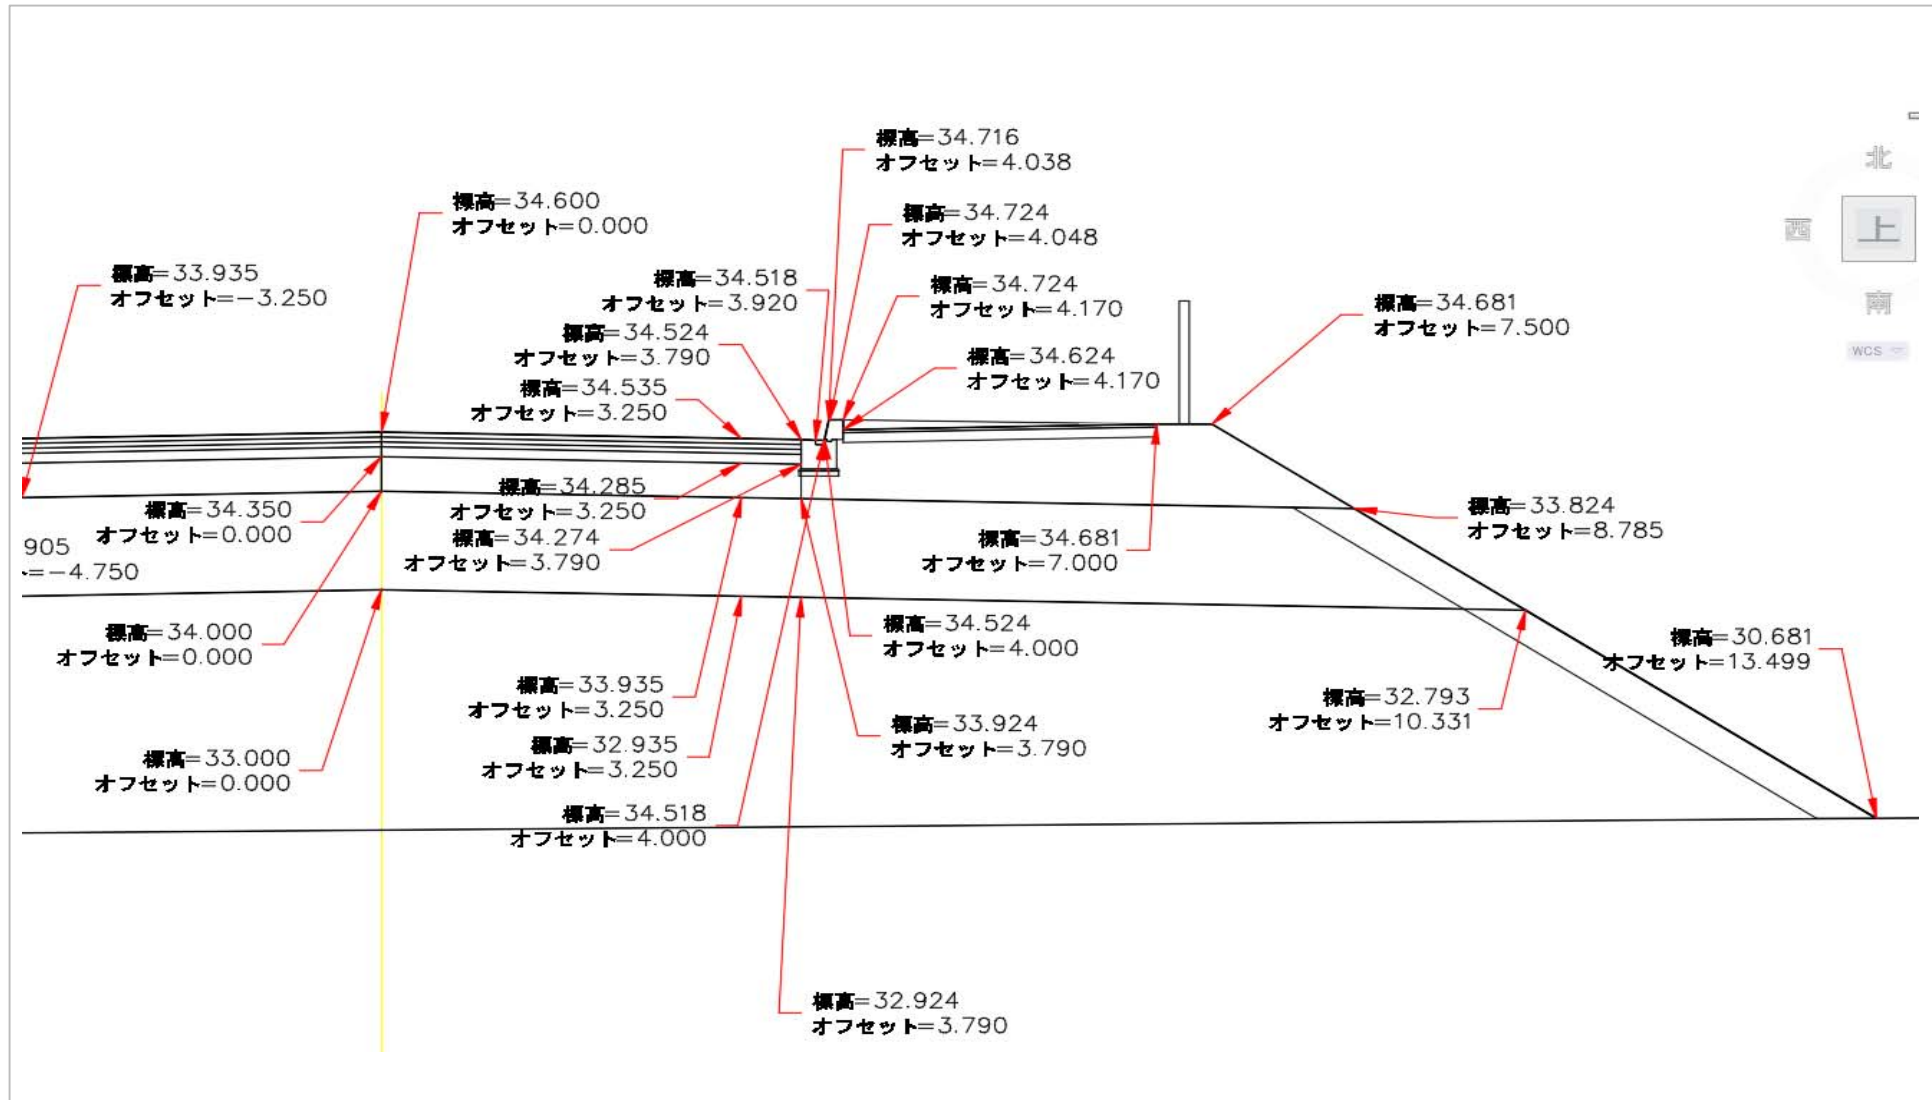 標高=34.716
オフセット=4.038
北
標高=34.600
オフセット=0.000
標高=34.724
オフセット=4.048
西
上
標高=33.935
オフセット=-3.250
標高=34.518
オフセット=3.920
標高=34.724
オフセット=4.170
標高=34.681
オフセット=7.500
南
標高=34.524
オフセット=3.790
標高=34.624
オフセット=4.170
WCS
標高=34.535
オフセット=3.250
標高=34.285
オフセット=3.250
標高=34.350
オフセット=0.000
標高=33.824
オフセット=8.785
標高=34.274
オフセット=3.790
標高=34.681
オフセット=7.000
905
=-4.750
標高=34.000
オフセット=0.000
標高=34.524
オフセット=4.000
標高=30.681
オフセット=13.499
標高=33.935
オフセット=3.250
標高=32.793
オフセット=10.331
標高=33.924
オフセット=3.790
標高=32.935
オフセット=3.250
標高=33.000
オフセット=0.000
標高=34.518
オフセット=4.000
標高=32.924
オフセット=3.790